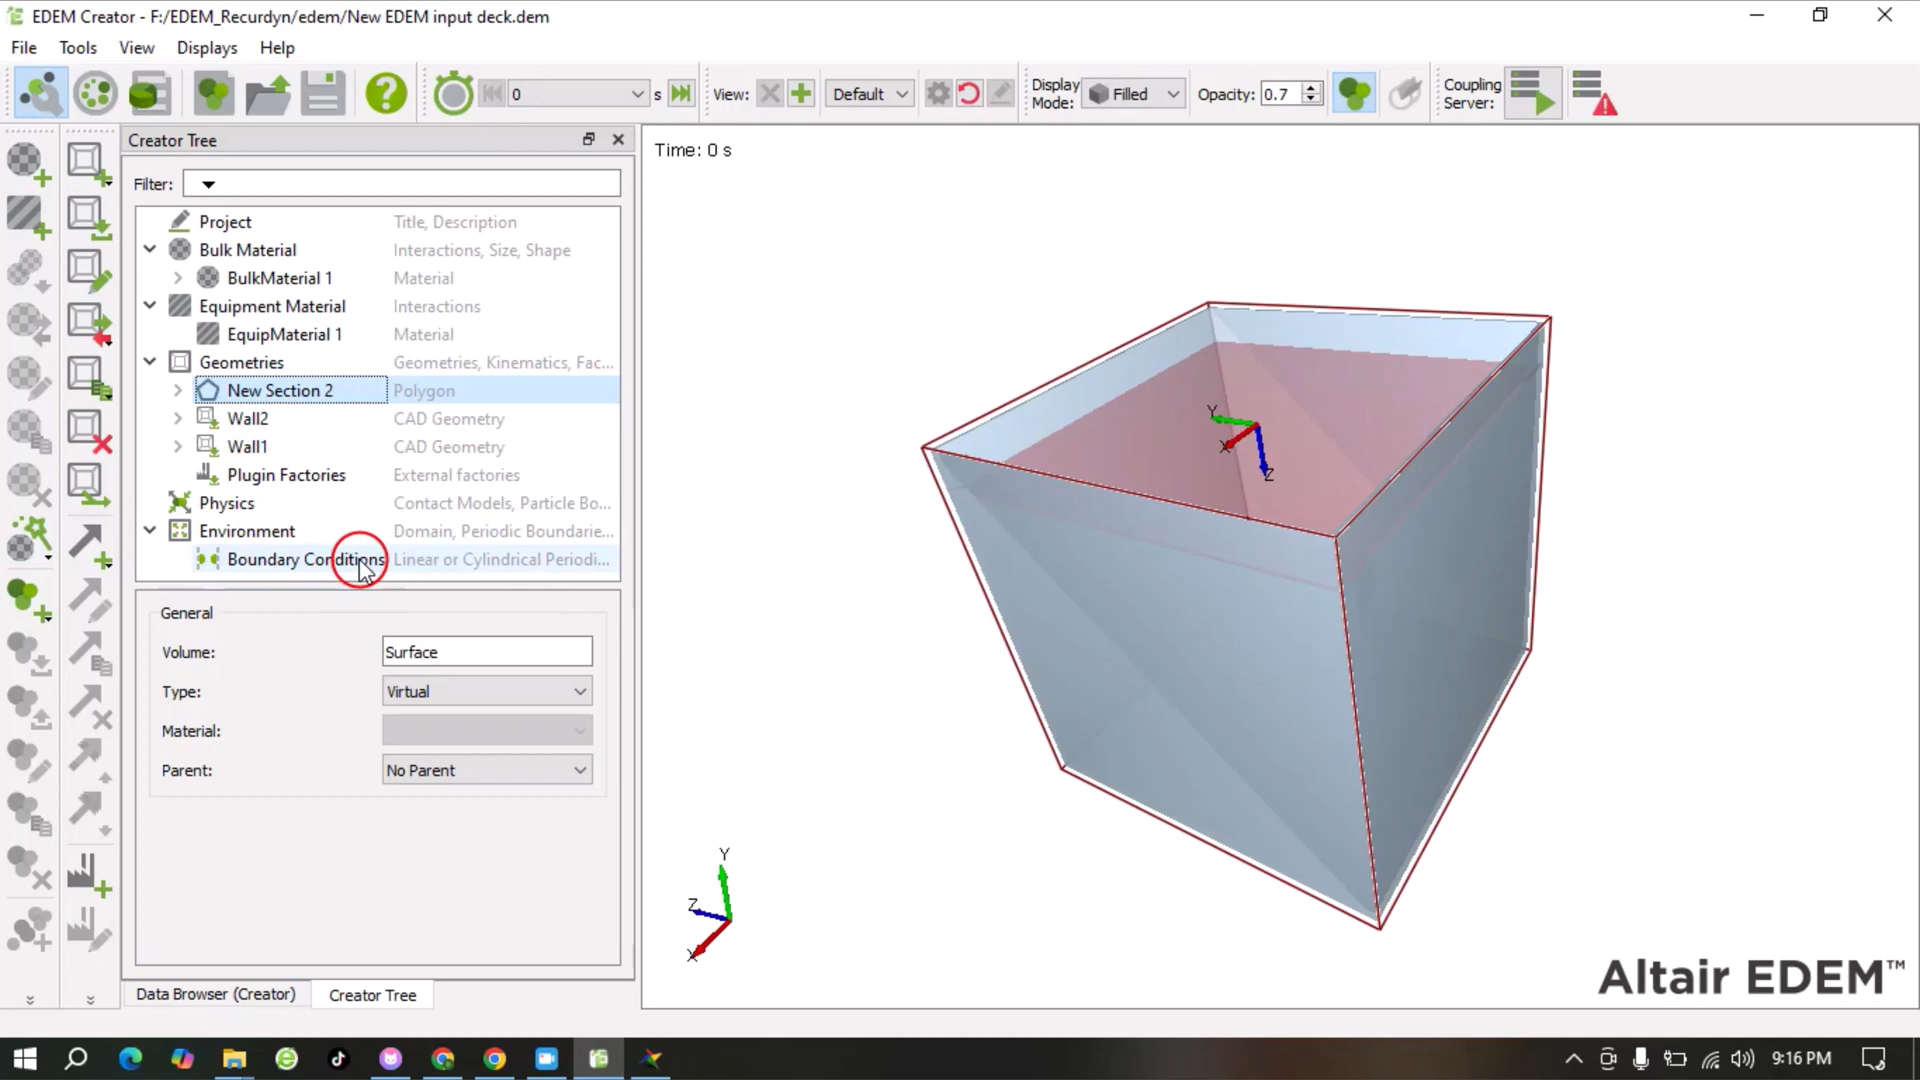 EDEM Creator - F:/EDEM_Recurdyn/edem/New EDEM input deck.dem
File Tools View Displays Help
0 s View: Default Display Mode: Filled Opacity: 0.7 Coupling Server:
Creator Tree
Filter:
Project Title, Description
Bulk Material Interactions, Size, Shape
BulkMaterial 1 Material
Equipment Material Interactions
EquipMaterial 1 Material
Geometries Geometries, Kinematics, Fac...
New Section 2 Polygon
Wall2 CAD Geometry
Wall1 CAD Geometry
Plugin Factories External factories
Physics Contact Models, Particle Bo...
Environment Domain, Periodic Boundarie...
Boundary Conditions Linear or Cylindrical Periodi...
General
Volume: Surface
Type: Virtual
Material:
Parent: No Parent
Data Browser (Creator) Creator Tree
Time: 0 s
Y
X
Z
Y
Z
X
Altair EDEM™
9:16 PM